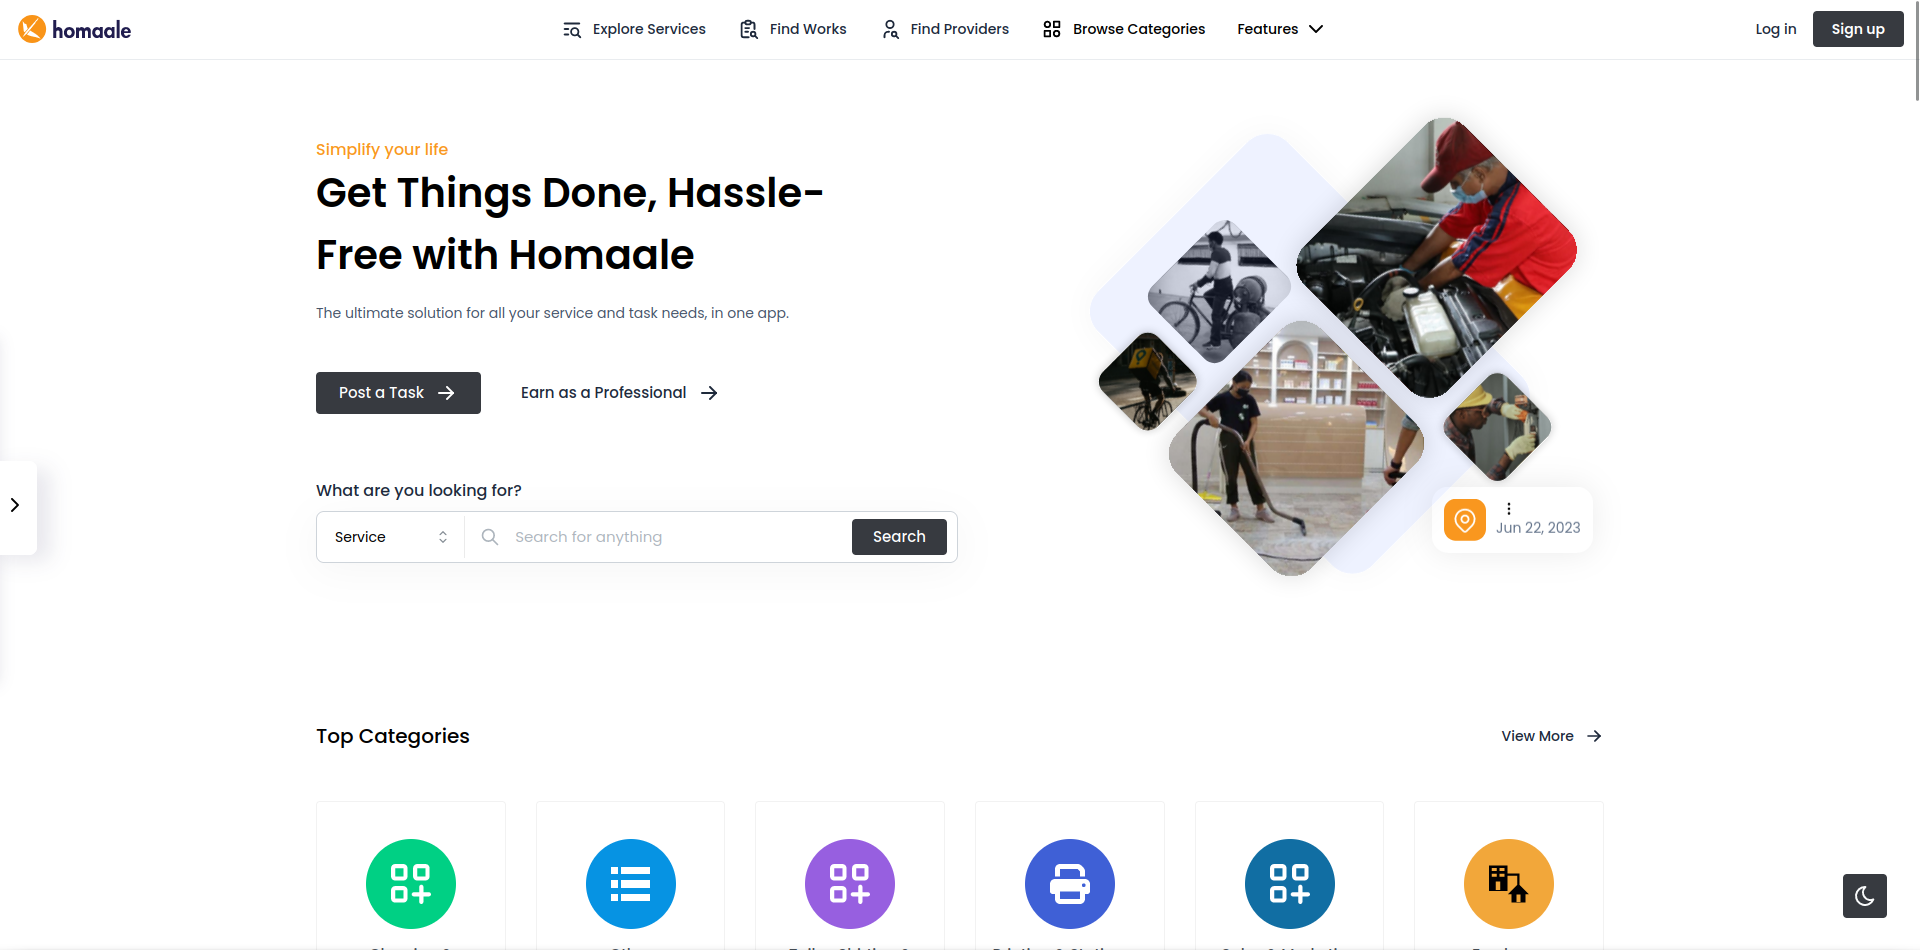 homaale
Explore Services
Find Works
Find Providers
Browse Categories
Features
Log in
Sign up
Simplify your life
Get Things Done, Hassle-
Free with Homaale
The ultimate solution for all your service and task needs, in one app.
Post a Task
Earn as a Professional
What are you looking for?
Service
Search for anything
Search
Jun 22, 2023
Top Categories
View More